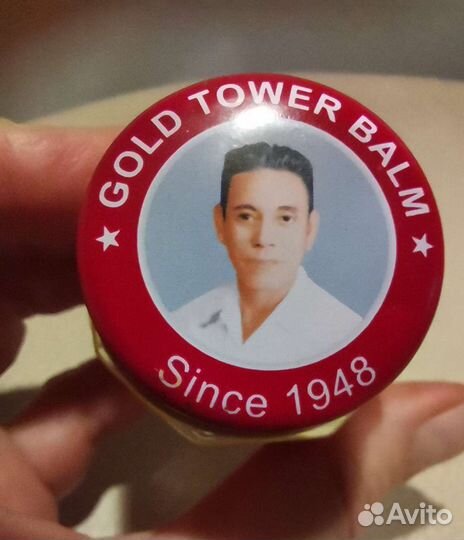 ★ GOLD TOWER BALM ★
Since 1948
Avito